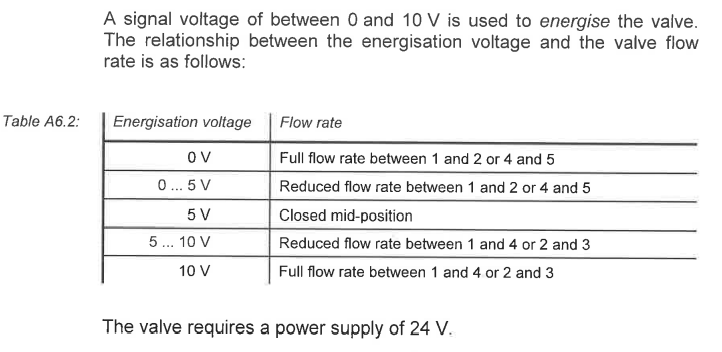 A signal voltage of between 0 and 10 V is used to energise the valve.
The relationship between the energisation voltage and the valve flow
rate is as follows:
Table A6.2:
Energisation voltage Flow rate
0 V Full flow rate between 1 and 2 or 4 and 5
0 ... 5 V Reduced flow rate between 1 and 2 or 4 and 5
5 V Closed mid-position
5 ... 10 V Reduced flow rate between 1 and 4 or 2 and 3
10 V Full flow rate between 1 and 4 or 2 and 3
The valve requires a power supply of 24 V.